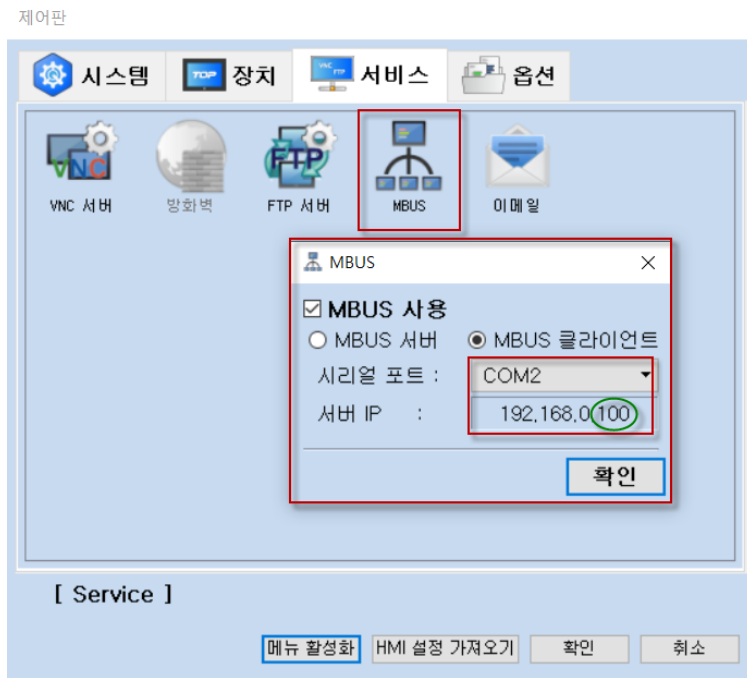 제어판
시스템 장치 서비스 옵션
VNC 서버 방화벽 FTP 서버 MBUS 이메일
MBUS
MBUS 사용
MBUS 서버 MBUS 클라이언트
시리얼 포트 : COM2
서버 IP : 192.168.0.100
확인
[ Service ]
메뉴 활성화 HMI 설정 가져오기 확인 취소